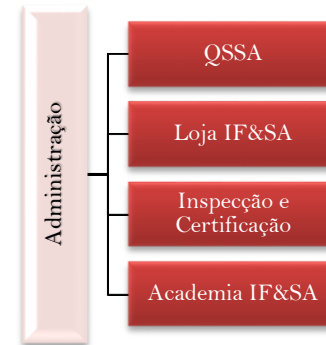 Administração
QSSA
Loja IF&SA
Inspecção e
Certificação
Academia IF&SA